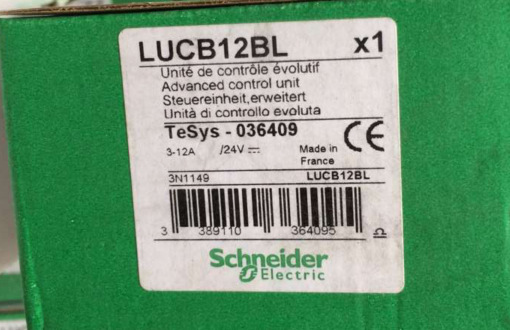 LUCB12BL x1
Unité de contrôle évolutif
Advanced control unit
Steuereinheit,erweitert
Unità di controllo evoluta
TeSys - 036409
3-12A /24V ⎓ Made in
France
CE
3N1149 LUCB12BL
3 389110 364095
Schneider
Electric